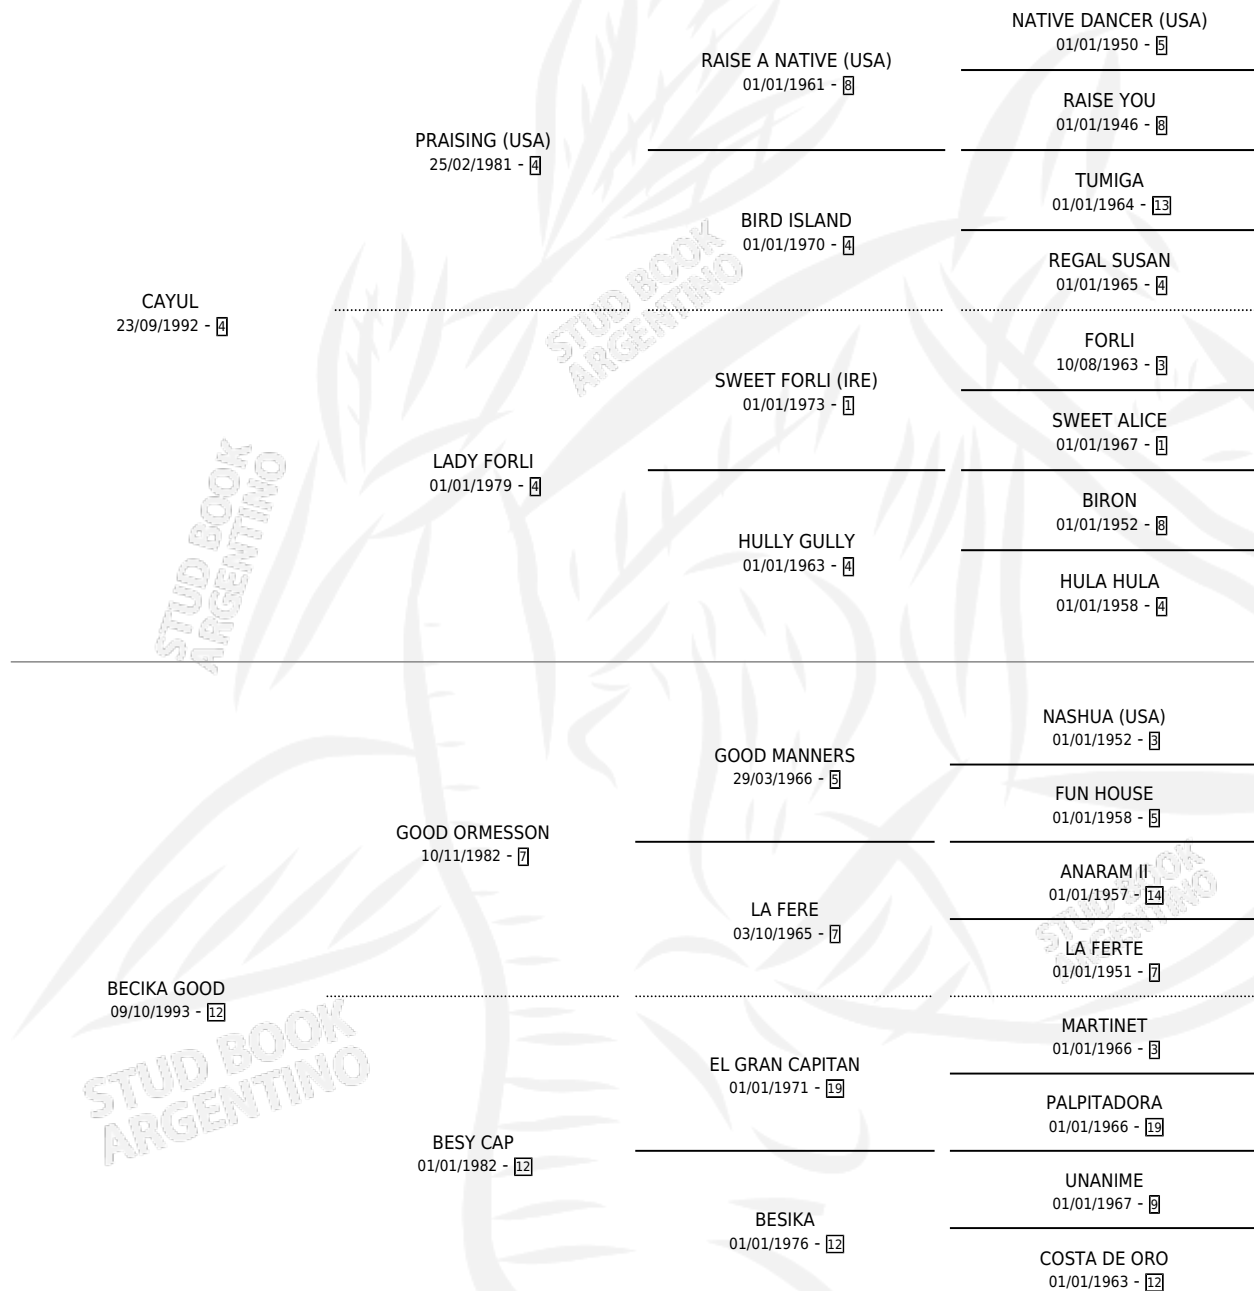 NATIVE DANCER (USA)
01/01/1950 - 5
RAISE A NATIVE (USA)
01/01/1961 - 8
RAISE YOU
01/01/1946 - 8
PRAISING (USA)
25/02/1981 - 4
TUMIGA
01/01/1964 - 13
BIRD ISLAND
01/01/1970 - 4
REGAL SUSAN
01/01/1965 - 4
CAYUL
23/09/1992 - 4
FORLI
10/08/1963 - 3
SWEET FORLI (IRE)
01/01/1973 - 1
SWEET ALICE
01/01/1967 - 1
LADY FORLI
01/01/1979 - 4
BIRON
01/01/1952 - 8
HULLY GULLY
01/01/1963 - 4
HULA HULA
01/01/1958 - 4
NASHUA (USA)
01/01/1952 - 3
GOOD MANNERS
29/03/1966 - 5
FUN HOUSE
01/01/1958 - 5
GOOD ORMESSON
10/11/1982 - 7
ANARAM II
01/01/1957 - 14
LA FERE
03/10/1965 - 7
LA FERTE
01/01/1951 - 7
BECIKA GOOD
09/10/1993 - 12
MARTINET
01/01/1966 - 3
EL GRAN CAPITAN
01/01/1971 - 19
PALPITADORA
01/01/1966 - 19
BESY CAP
01/01/1982 - 12
UNANIME
01/01/1967 - 9
BESIKA
01/01/1976 - 12
COSTA DE ORO
01/01/1963 - 12
STUD BOOK
ARGENTINO
STUD BOOK
ARGENTINO
STUD BOOK
ARGENTINO
STUD BOOK
ARGENTINO